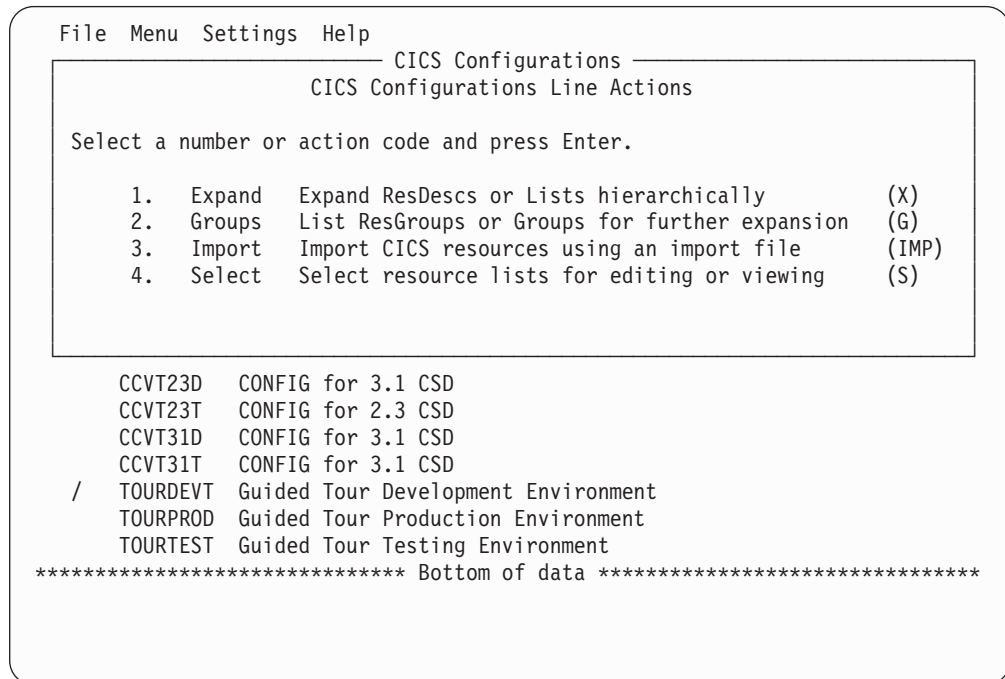 File Menu Settings Help
CICS Configurations
CICS Configurations Line Actions
Select a number or action code and press Enter.
1. Expand Expand ResDescs or Lists hierarchically (X)
2. Groups List ResGroups or Groups for further expansion (G)
3. Import Import CICS resources using an import file (IMP)
4. Select Select resource lists for editing or viewing (S)
CCVT23D CONFIG for 3.1 CSD
CCVT23T CONFIG for 2.3 CSD
CCVT31D CONFIG for 3.1 CSD
CCVT31T CONFIG for 3.1 CSD
/ TOURDEVT Guided Tour Development Environment
TOURPROD Guided Tour Production Environment
TOURTEST Guided Tour Testing Environment
******************************* Bottom of data ********************************